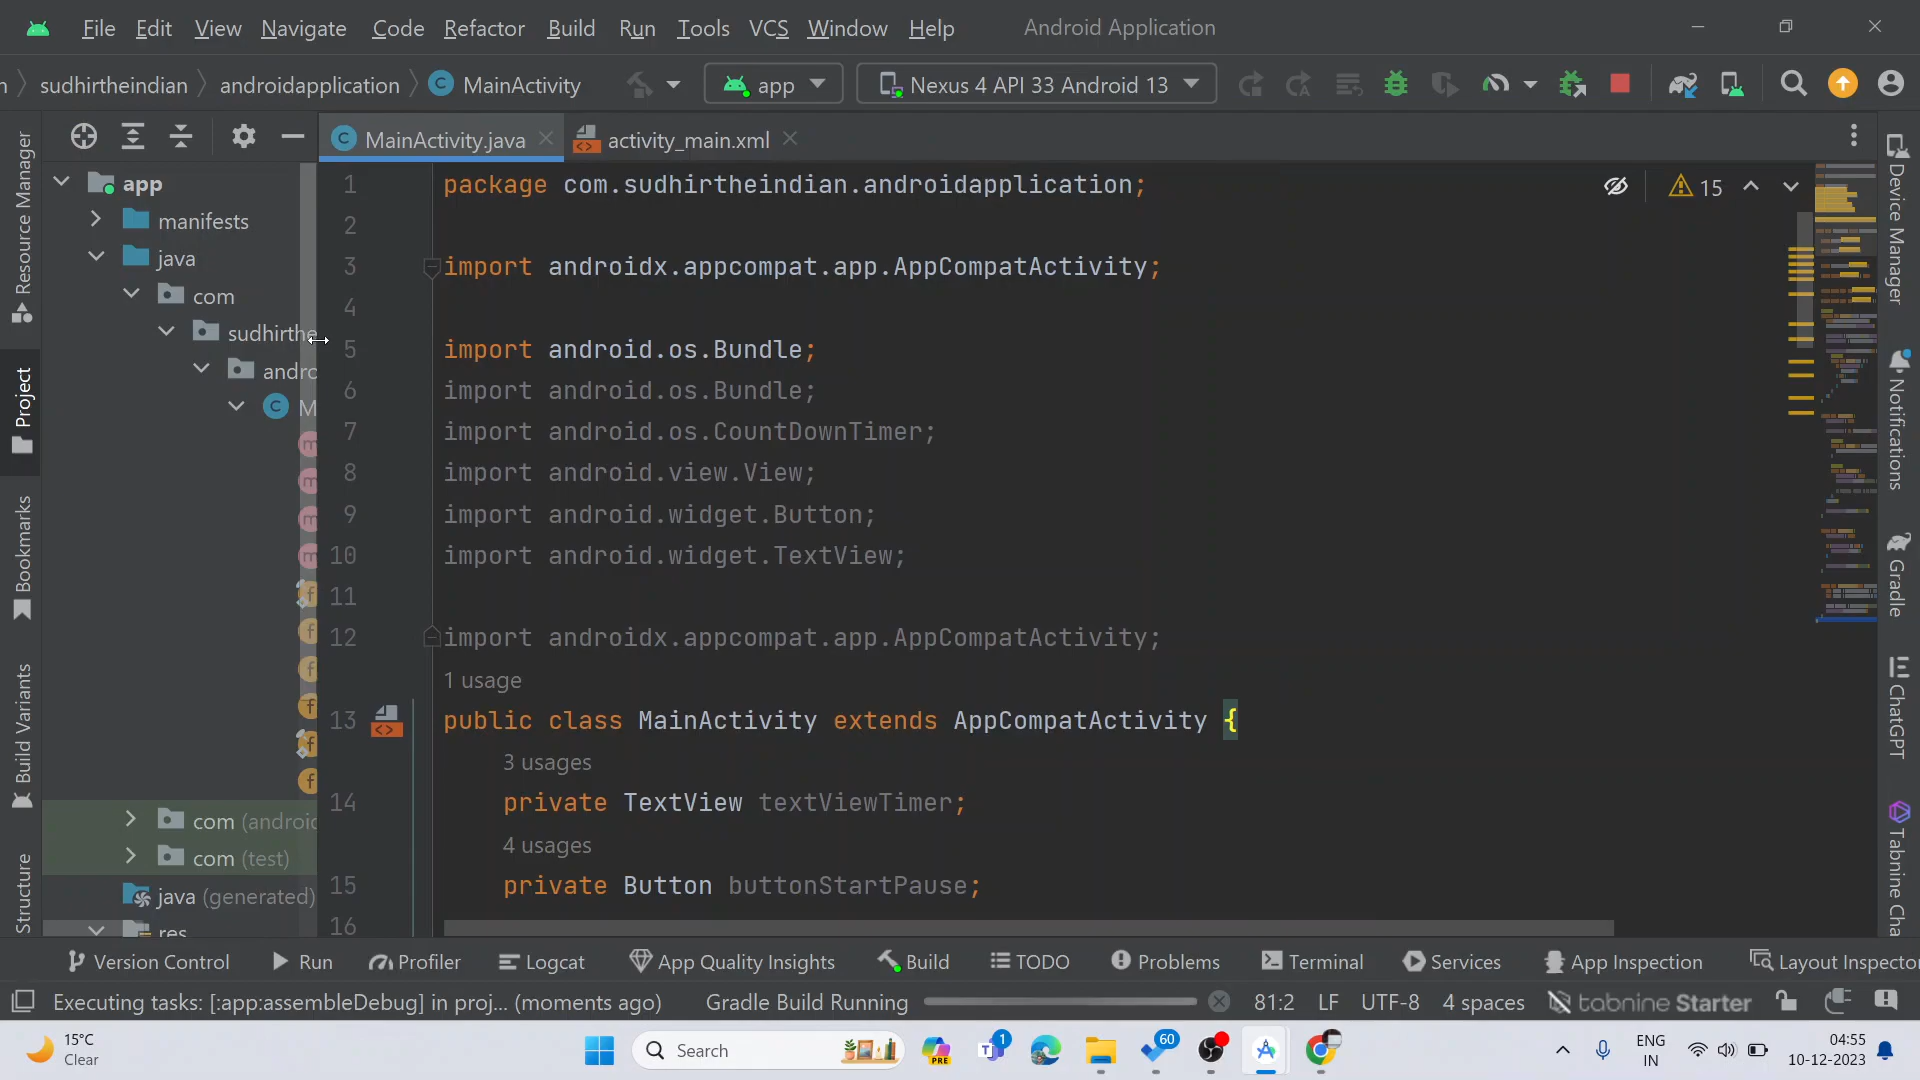 File Edit View Navigate Code Refactor Build Run Tools VCS Window Help Android Application
sudhirtheindian androidapplication MainActivity app Nexus 4 API 33 Android 13
MainActivity.java activity_main.xml
Resource Manager
Project
Bookmarks
Build Variants
Structure
app
manifests
java
com
sudhirthe
andro
M
com (androic
com (test)
java (generated)
res
1 package com.sudhirtheindian.androidapplication;
2
3 import androidx.appcompat.app.AppCompatActivity;
4
5 import android.os.Bundle;
6 import android.os.Bundle;
7 import android.os.CountDownTimer;
8 import android.view.View;
9 import android.widget.Button;
10 import android.widget.TextView;
11
12 import androidx.appcompat.app.AppCompatActivity;
1 usage
13 public class MainActivity extends AppCompatActivity {
3 usages
14 private TextView textViewTimer;
4 usages
15 private Button buttonStartPause;
16
15
Device Manager
Notifications
Gradle
ChatGPT
Tabnine Cha
Version Control Run Profiler Logcat App Quality Insights Build TODO Problems Terminal Services App Inspection Layout Inspector
Executing tasks: [:app:assembleDebug] in proj... (moments ago) Gradle Build Running 81:2 LF UTF-8 4 spaces tabnine Starter
15°C
Clear
Search
PRE
1
60
ENG
IN
04:55
10-12-2023